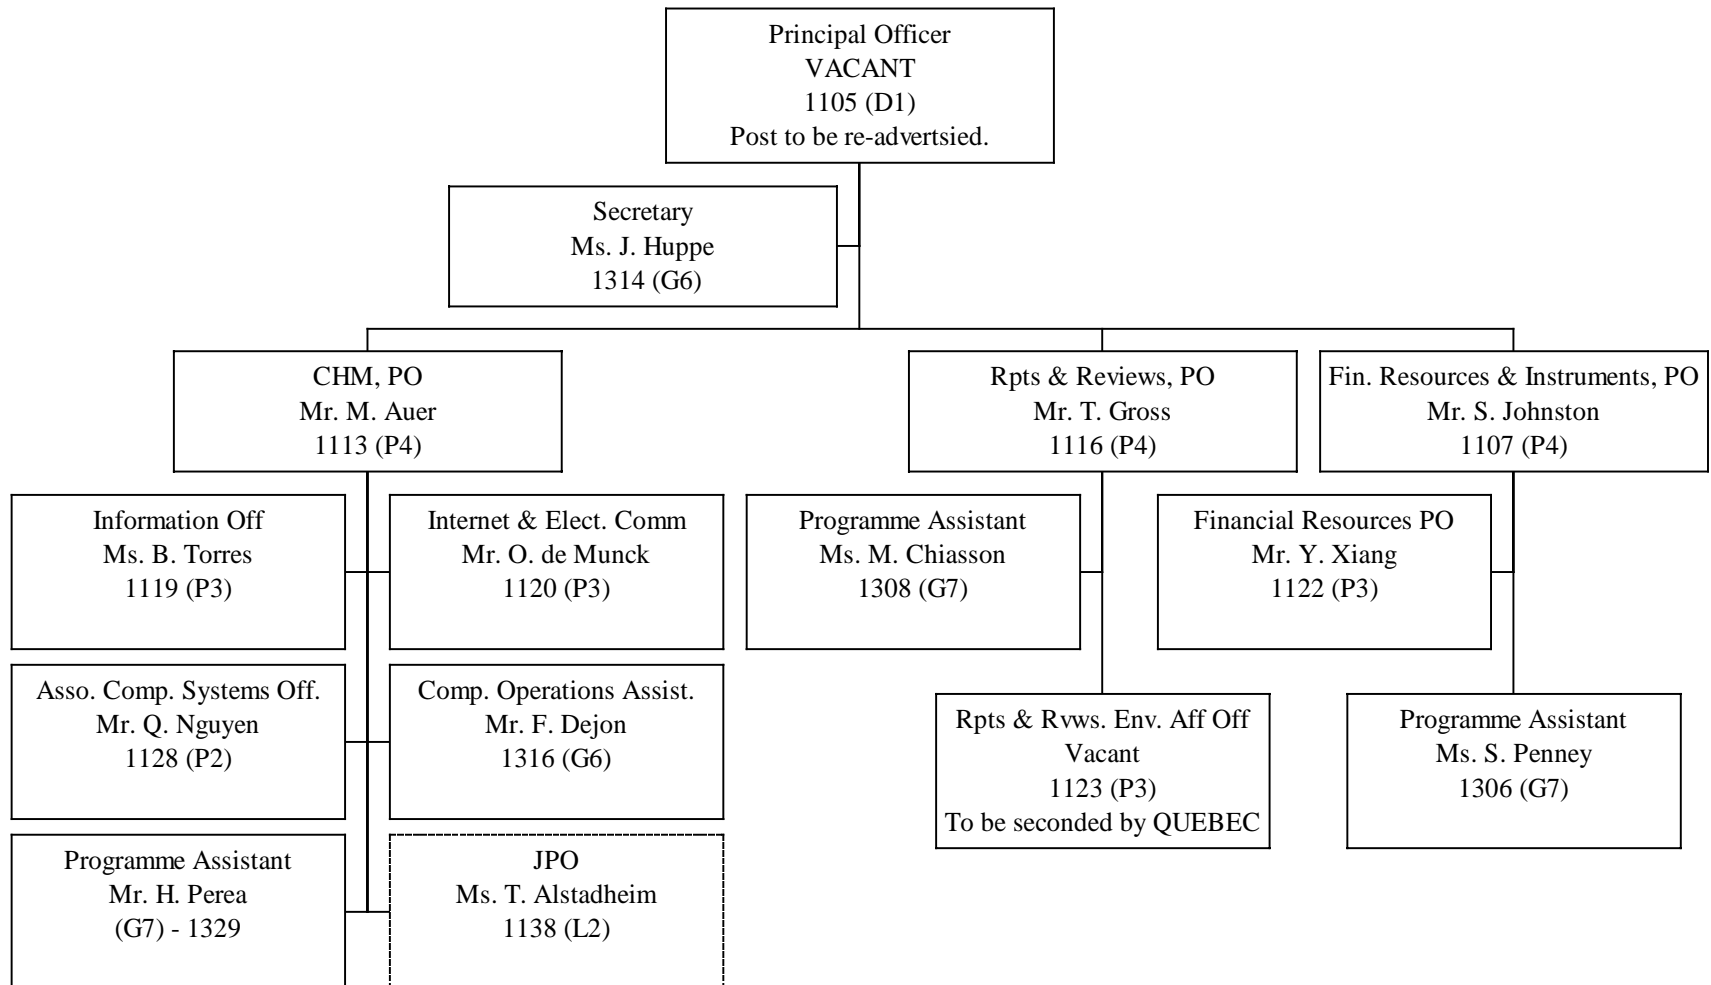 Principal Officer
VACANT
1105 (D1)
Post to be re-advertsied.
Secretary
Ms. J. Huppe
1314 (G6)
CHM, PO
Mr. M. Auer
1113 (P4)
Rpts & Reviews, PO
Mr. T. Gross
1116 (P4)
Fin. Resources & Instruments, PO
Mr. S. Johnston
1107 (P4)
Information Off
Ms. B. Torres
1119 (P3)
Internet & Elect. Comm
Mr. O. de Munck
1120 (P3)
Programme Assistant
Ms. M. Chiasson
1308 (G7)
Financial Resources PO
Mr. Y. Xiang
1122 (P3)
Asso. Comp. Systems Off.
Mr. Q. Nguyen
1128 (P2)
Comp. Operations Assist.
Mr. F. Dejon
1316 (G6)
Rpts & Rvws. Env. Aff Off
Vacant
1123 (P3)
To be seconded by QUEBEC
Programme Assistant
Ms. S. Penney
1306 (G7)
Programme Assistant
Mr. H. Perea
(G7) - 1329
JPO
Ms. T. Alstadheim
1138 (L2)